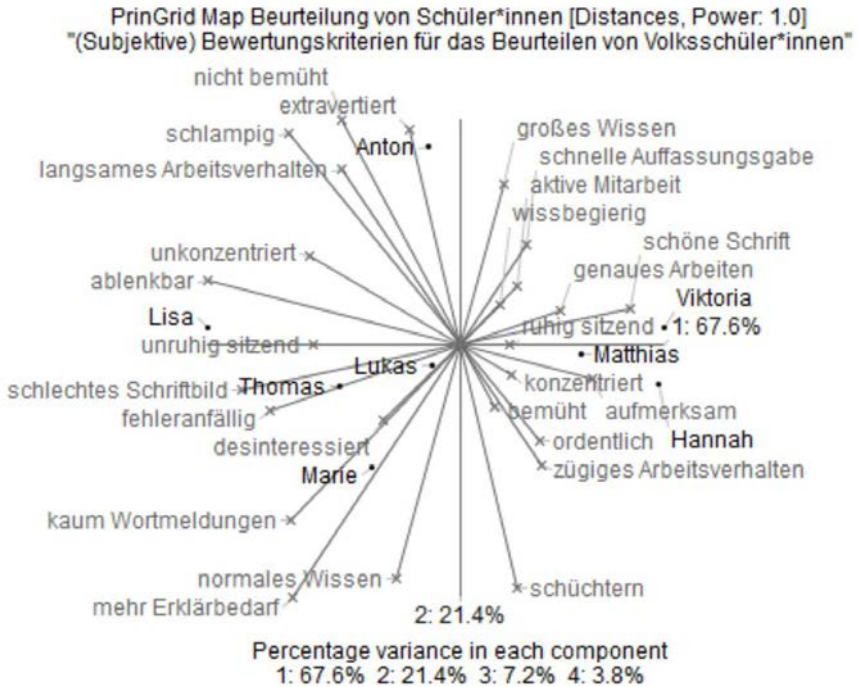 PrinGrid Map Beurteilung von Schüler*innen [Distances, Power: 1.0]
"(Subjektive) Bewertungskriterien für das Beurteilen von Volksschüler*innen"
nicht bemüht
extravertiert
schlampig
Anton
langsames Arbeitsverhalten
großes Wissen
schnelle Auffassungsgabe
aktive Mitarbeit
wissbegierig
schöne Schrift
unkonzentriert
genaues Arbeiten
ablenkbar
Viktoria
Lisa
ruhig sitzend
1: 67.6%
unruhig sitzend
Matthias
Lukas
schlechtes Schriftbild
Thomas
konzentriert
fehleranfällig
bemüht
aufmerksam
desinteressiert
ordentlich
Hannah
Marie
zügiges Arbeitsverhalten
kaum Wortmeldungen
normales Wissen
schüchtern
mehr Erklärbedarf
2: 21.4%
Percentage variance in each component
1: 67.6% 2: 21.4% 3: 7.2% 4: 3.8%